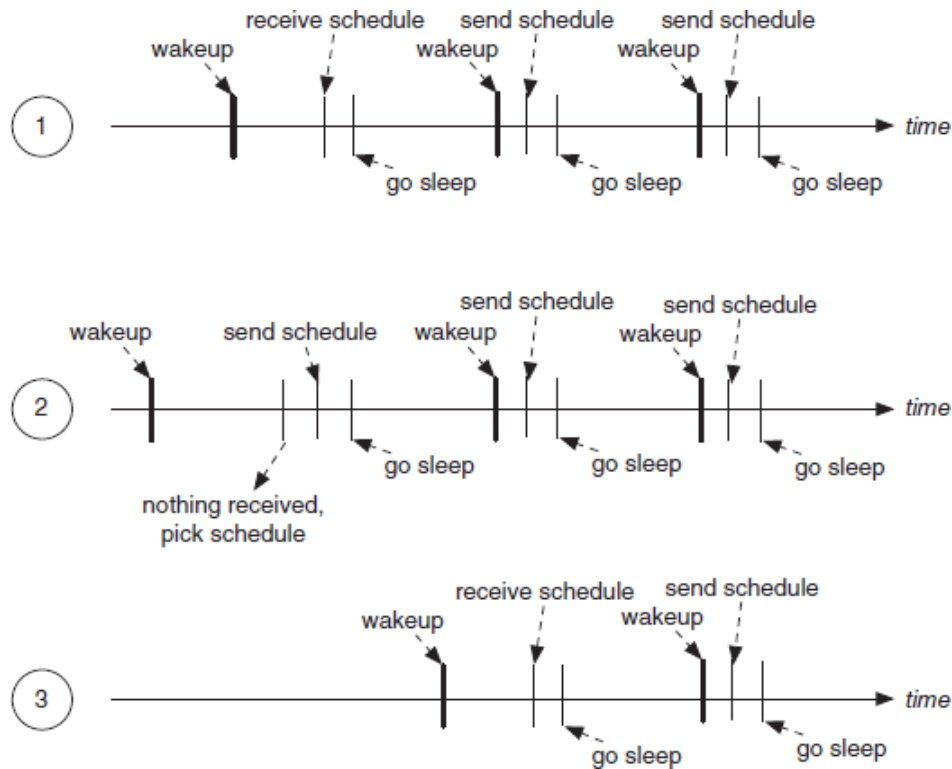 receive schedule
send schedule
send schedule
wakeup
wakeup
wakeup
1
time
go sleep
go sleep
go sleep
send schedule
send schedule
wakeup
send schedule
wakeup
wakeup
2
time
go sleep
go sleep
go sleep
nothing received,
pick schedule
receive schedule
send schedule
wakeup
wakeup
3
time
go sleep
go sleep